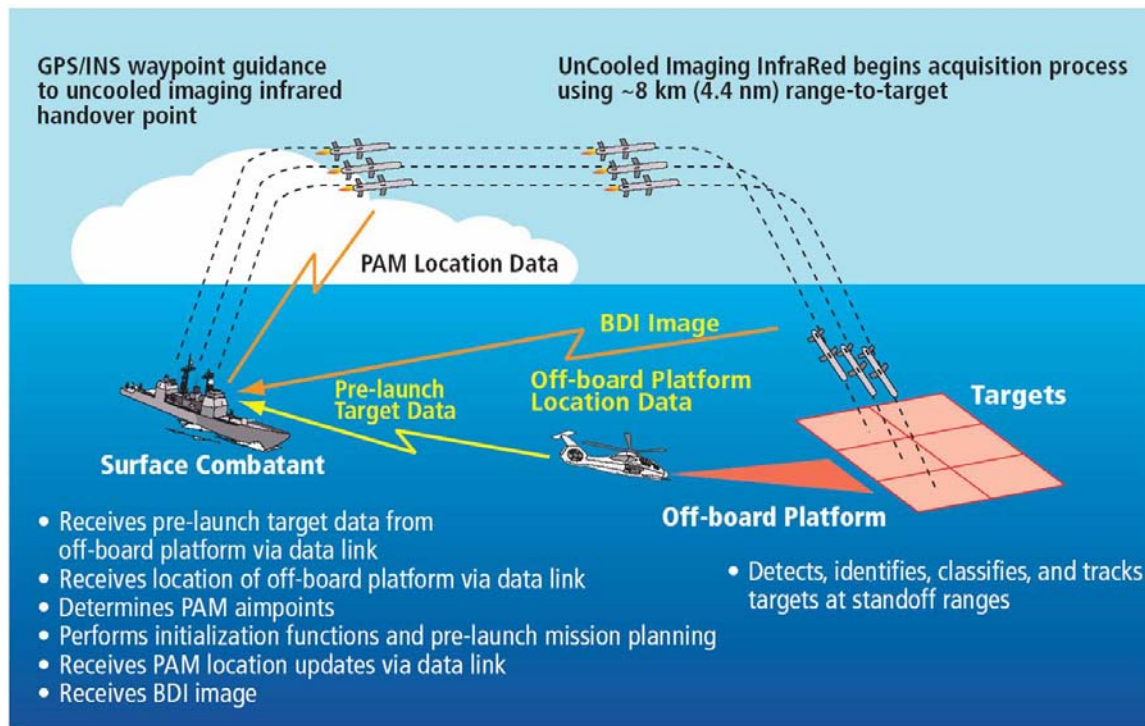 GPS/INS waypoint guidance
to uncooled imaging infrared
handover point
UnCooled Imaging InfraRed begins acquisition process
using ~8 km (4.4 nm) range-to-target
PAM Location Data
BDI Image
Pre-launch
Target Data
Off-board Platform
Location Data
Targets
Surface Combatant
Off-board Platform
• Receives pre-launch target data from
off-board platform via data link
• Receives location of off-board platform via data link
• Determines PAM aimpoints
• Performs initialization functions and pre-launch mission planning
• Receives PAM location updates via data link
• Receives BDI image
• Detects, identifies, classifies, and tracks
targets at standoff ranges